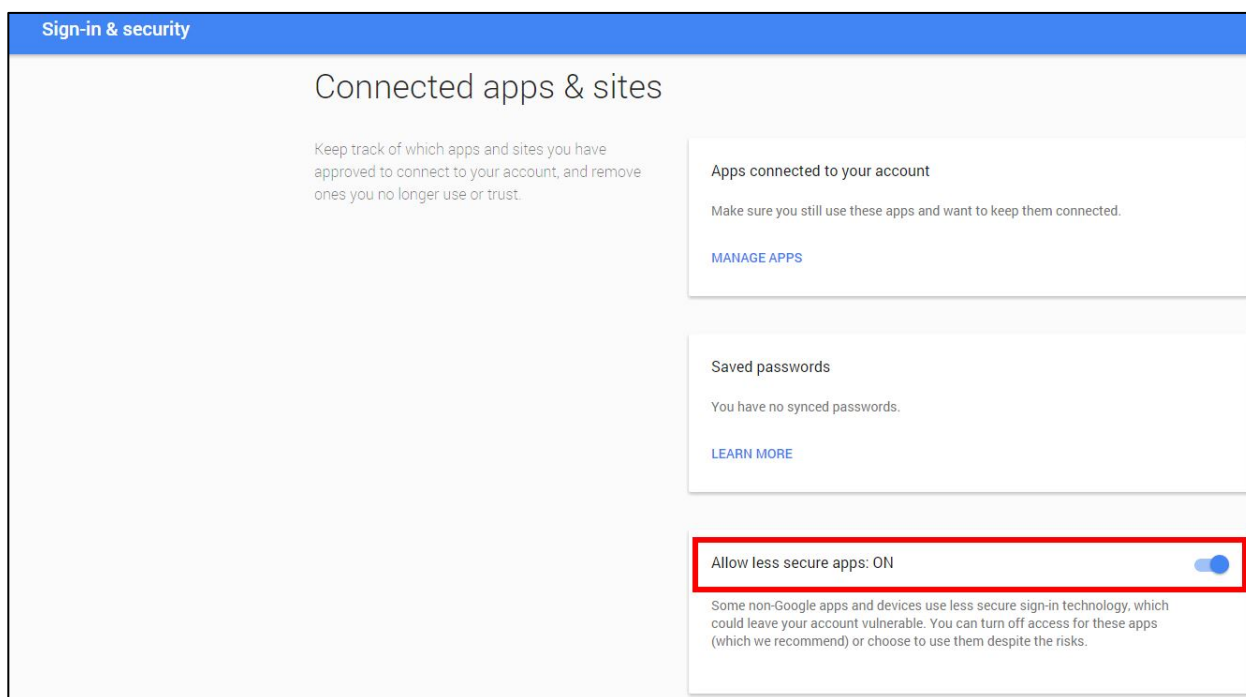 Sign-in & security
Connected apps & sites
Keep track of which apps and sites you have
approved to connect to your account, and remove
ones you no longer use or trust.
Apps connected to your account
Make sure you still use these apps and want to keep them connected.
MANAGE APPS
Saved passwords
You have no synced passwords.
LEARN MORE
Allow less secure apps: ON
Some non-Google apps and devices use less secure sign-in technology, which
could leave your account vulnerable. You can turn off access for these apps
(which we recommend) or choose to use them despite the risks.